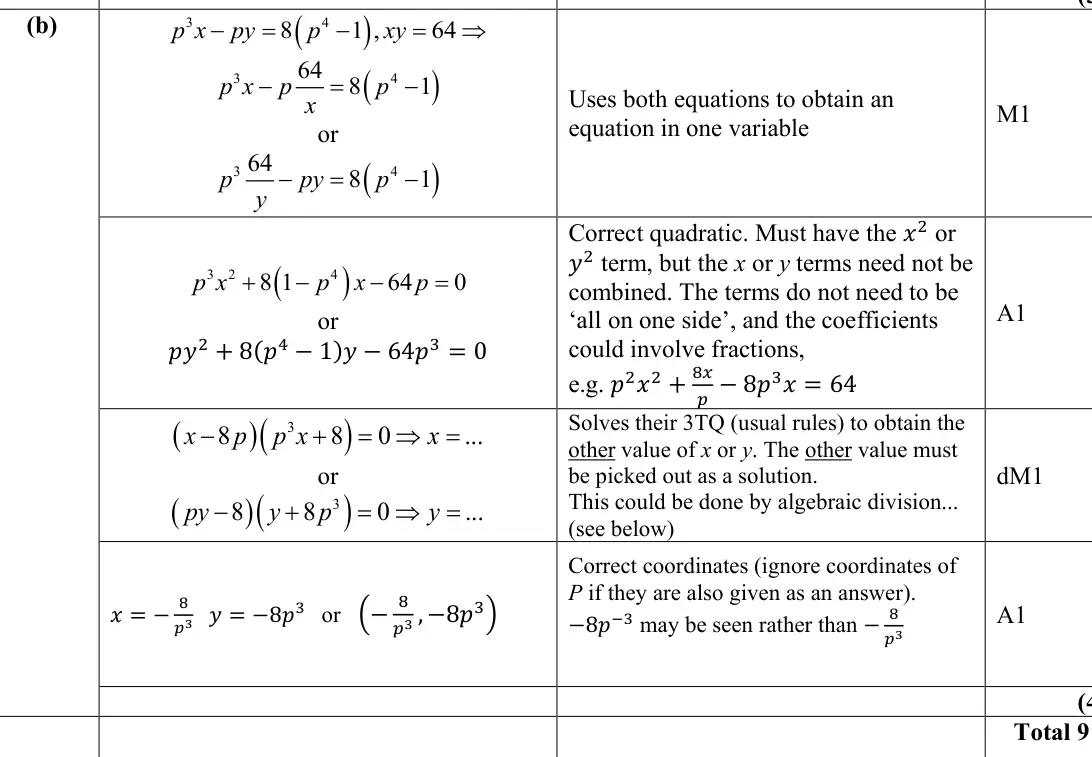 (b)
p³x − py = 8(p⁴ − 1), xy = 64 ⇒
p³x − p 64/x = 8(p⁴ − 1)
or
p³ 64/y − py = 8(p⁴ − 1)
Uses both equations to obtain an
equation in one variable
M1
p³x² + 8(1 − p⁴)x − 64p = 0
or
py² + 8(p⁴ − 1)y − 64p³ = 0
Correct quadratic. Must have the x² or
y² term, but the x or y terms need not be
combined. The terms do not need to be
‘all on one side’, and the coefficients
could involve fractions,
e.g. p²x² + 8x/p − 8p³x = 64
A1
(x − 8p)(p³x + 8) = 0 ⇒ x = ...
or
(py − 8)(y + 8p³) = 0 ⇒ y = ...
Solves their 3TQ (usual rules) to obtain the
other value of x or y. The other value must
be picked out as a solution.
This could be done by algebraic division...
(see below)
dM1
x = −8/p³ y = −8p³ or (−8/p³, −8p³)
Correct coordinates (ignore coordinates of
P if they are also given as an answer).
−8p⁻³ may be seen rather than −8/p³
A1
(4
Total 9